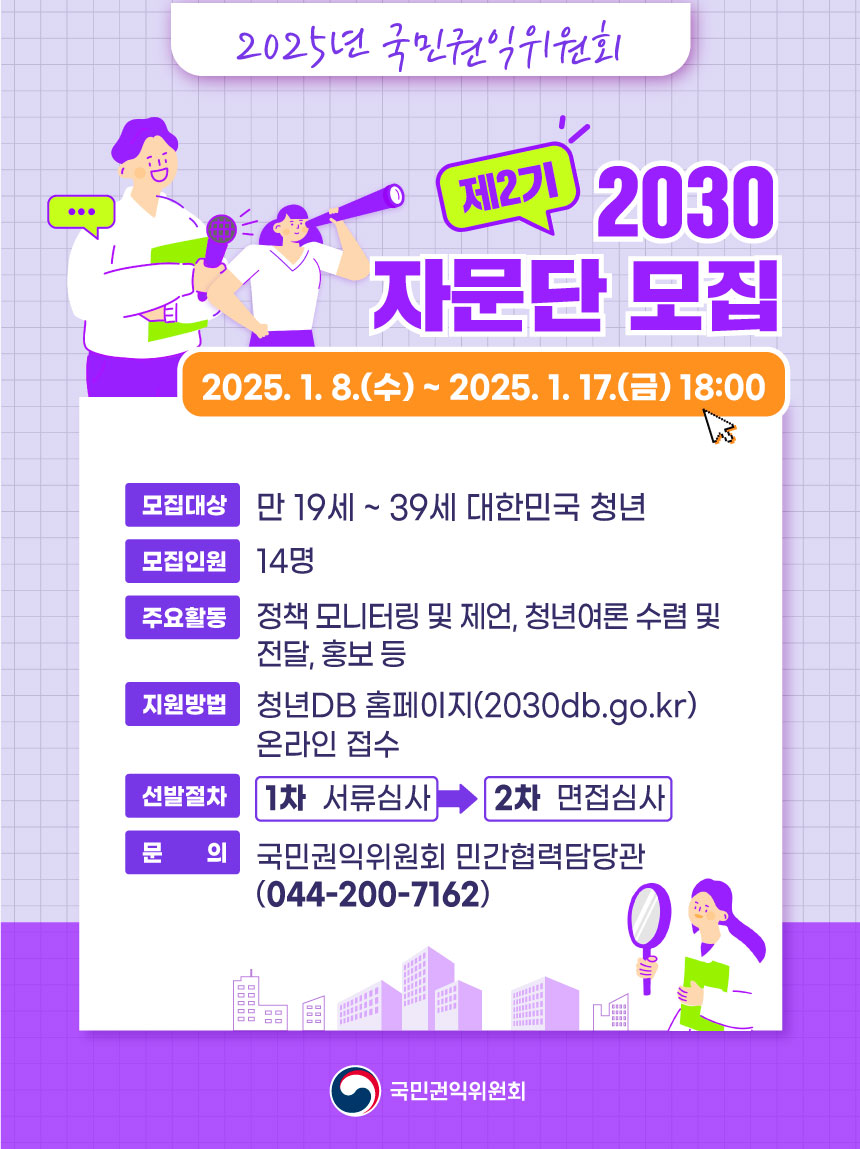 2025년 국민권익위원회
제2기
2030
자문단 모집
2025. 1. 8.(수) ~ 2025. 1. 17.(금) 18:00
모집대상 만 19세 ~ 39세 대한민국 청년
모집인원 14명
주요활동 정책 모니터링 및 제언, 청년여론 수렴 및
전달, 홍보 등
지원방법 청년DB 홈페이지(2030db.go.kr)
온라인 접수
선발절차 1차 서류심사 2차 면접심사
문 의 국민권익위원회 민간협력담당관
(044-200-7162)
국민권익위원회